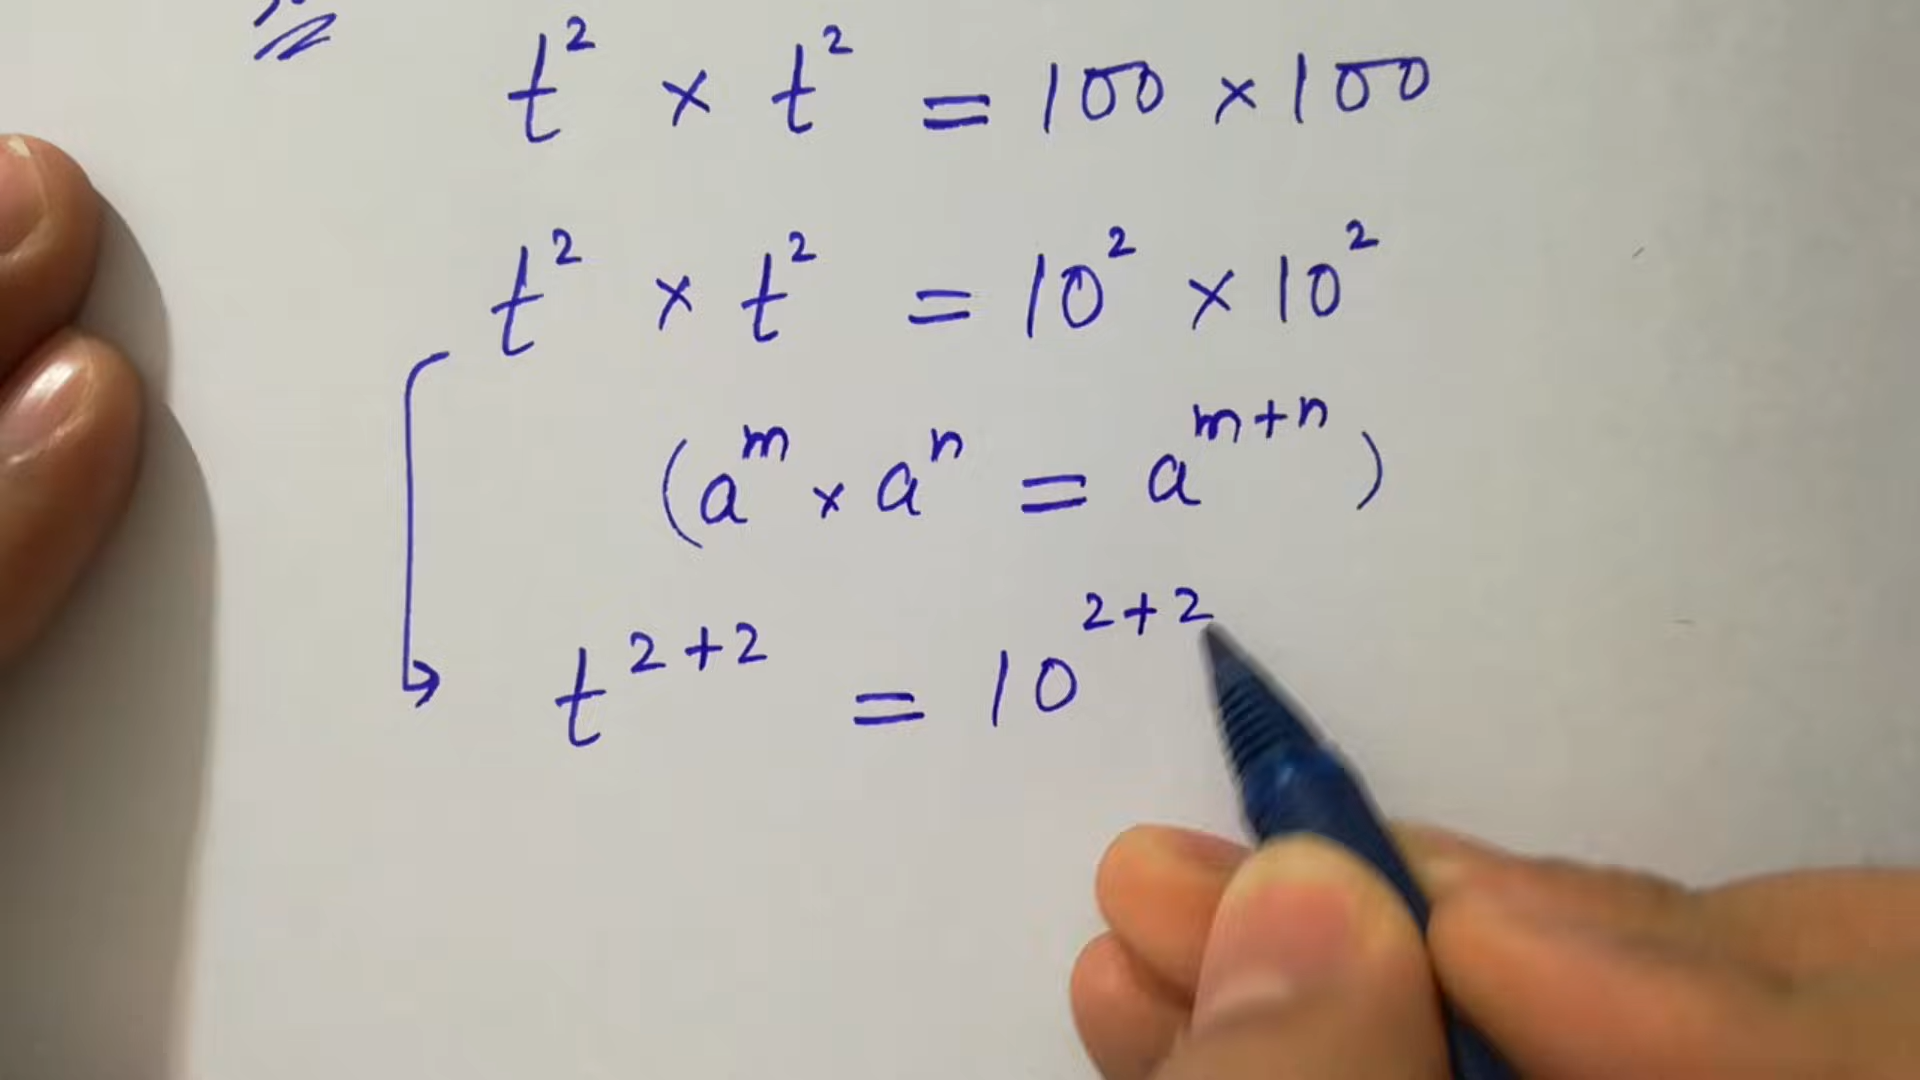 t² × t² = 100 × 100
t² × t² = 10² × 10²
(aᵐ × aⁿ = aᵐ⁺ⁿ)
t²⁺² = 10²⁺²